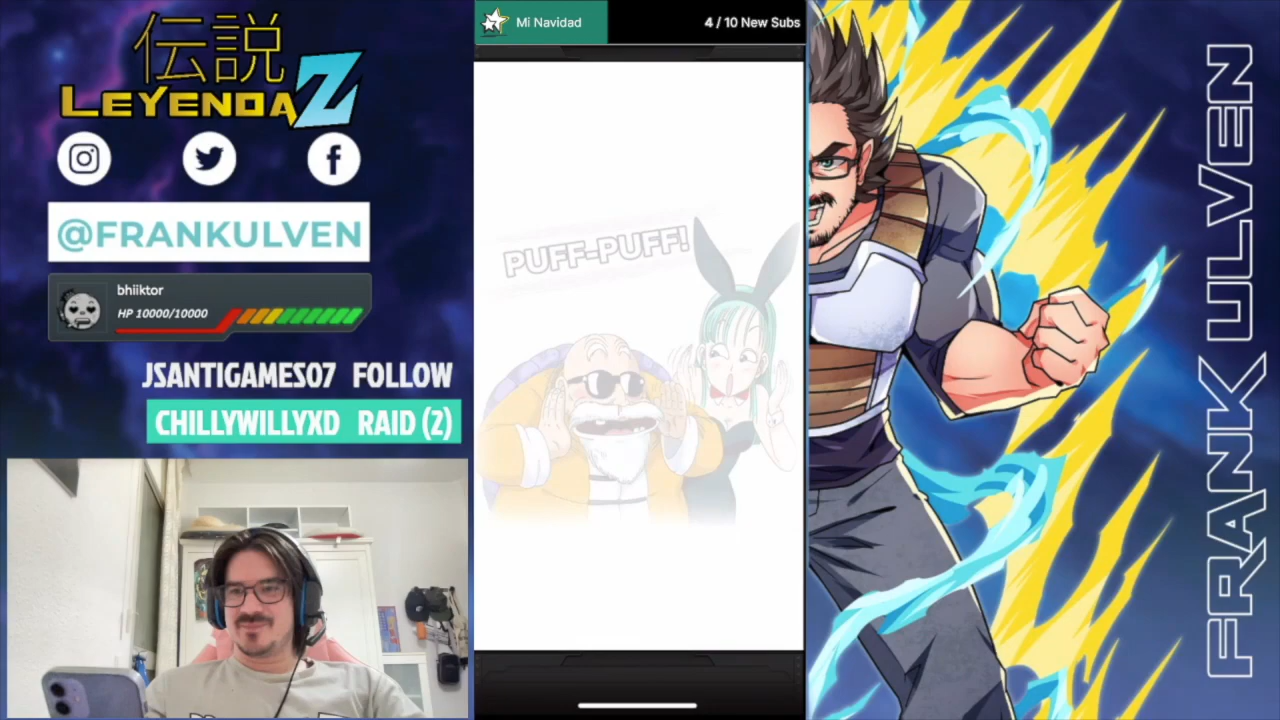 伝説
LEYENDA Z
@FRANKULVEN
bhiiktor
HP 10000/10000
JSANTIGAMES07 FOLLOW
CHILLYWILLYXD RAID (2)
Mi Navidad
4 / 10 New Subs
PUFF-PUFF!
FRANK ULVEN